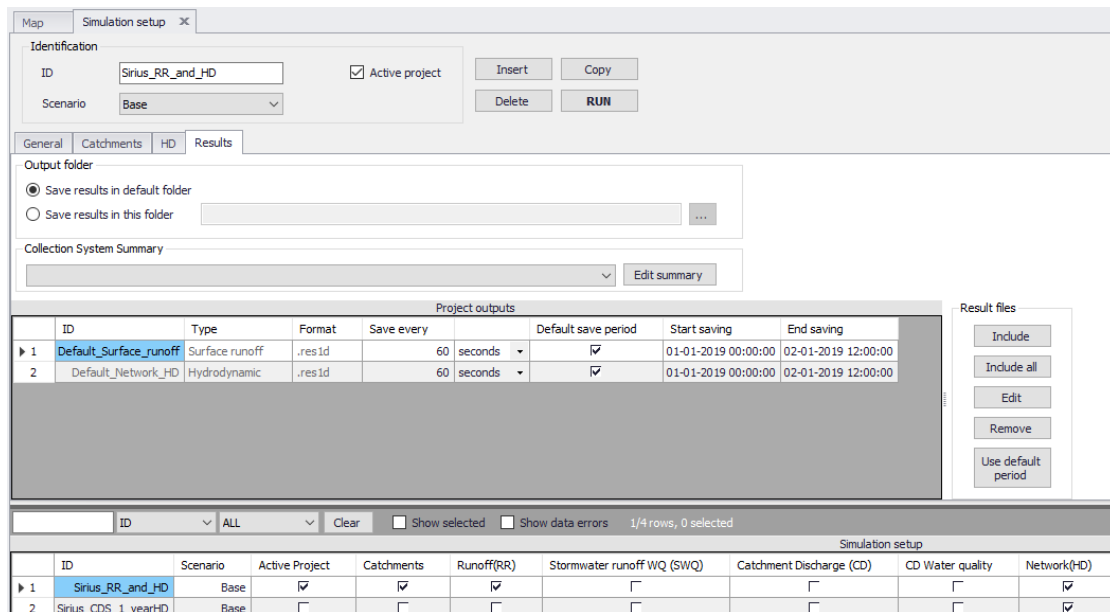 Map Simulation setup
Identification
ID Sirius_RR_and_HD Active project Insert Copy
Scenario Base Delete RUN
General Catchments HD Results
Output folder
Save results in default folder
Save results in this folder ...
Collection System Summary
Edit summary
Project outputs
ID Type Format Save every Default save period Start saving End saving
1 Default_Surface_runoff Surface runoff .res1d 60 seconds 01-01-2019 00:00:00 02-01-2019 12:00:00
2 Default_Network_HD Hydrodynamic .res1d 60 seconds 01-01-2019 00:00:00 02-01-2019 12:00:00
Result files
Include
Include all
Edit
Remove
Use default
period
ID ALL Clear Show selected Show data errors 1/4 rows, 0 selected
Simulation setup
ID Scenario Active Project Catchments Runoff(RR) Stormwater runoff WQ (SWQ) Catchment Discharge (CD) CD Water quality Network(HD)
1 Sirius_RR_and_HD Base
2 Sirius_CDS_1_yearHD Base